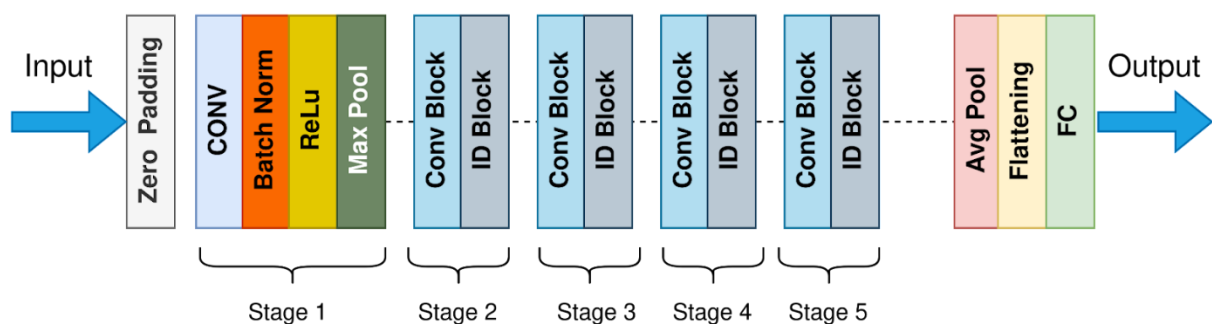 Input
Zero Padding
CONV
Batch Norm
ReLu
Max Pool
Conv Block
ID Block
Conv Block
ID Block
Conv Block
ID Block
Conv Block
ID Block
Avg Pool
Flattening
FC
Output
Stage 1
Stage 2
Stage 3
Stage 4
Stage 5